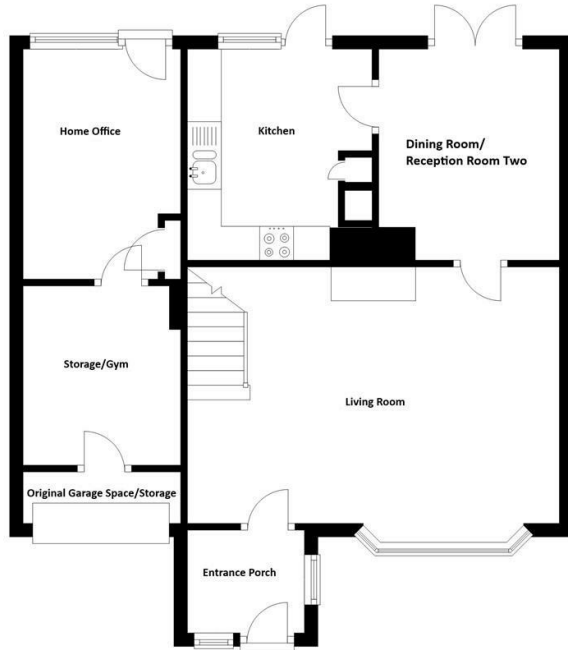 Home Office
Kitchen
Dining Room/
Reception Room Two
Storage/Gym
Living Room
Original Garage Space/Storage
Entrance Porch